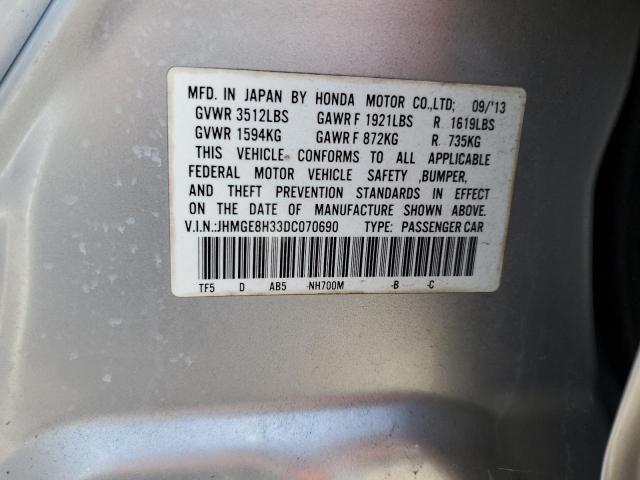 MFD. IN JAPAN BY HONDA MOTOR CO.,LTD; 09/'13
GVWR 3512LBS GAWR F 1921LBS R 1619LBS
GVWR 1594KG GAWR F 872KG R 735KG
THIS VEHICLE CONFORMS TO ALL APPLICABLE
FEDERAL MOTOR VEHICLE SAFETY ,BUMPER,
AND THEFT PREVENTION STANDARDS IN EFFECT
ON THE DATE OF MANUFACTURE SHOWN ABOVE.
V.I.N.:JHMGE8H33DC070690 TYPE: PASSENGER CAR
TF5 D AB5 -NH700M -B -C